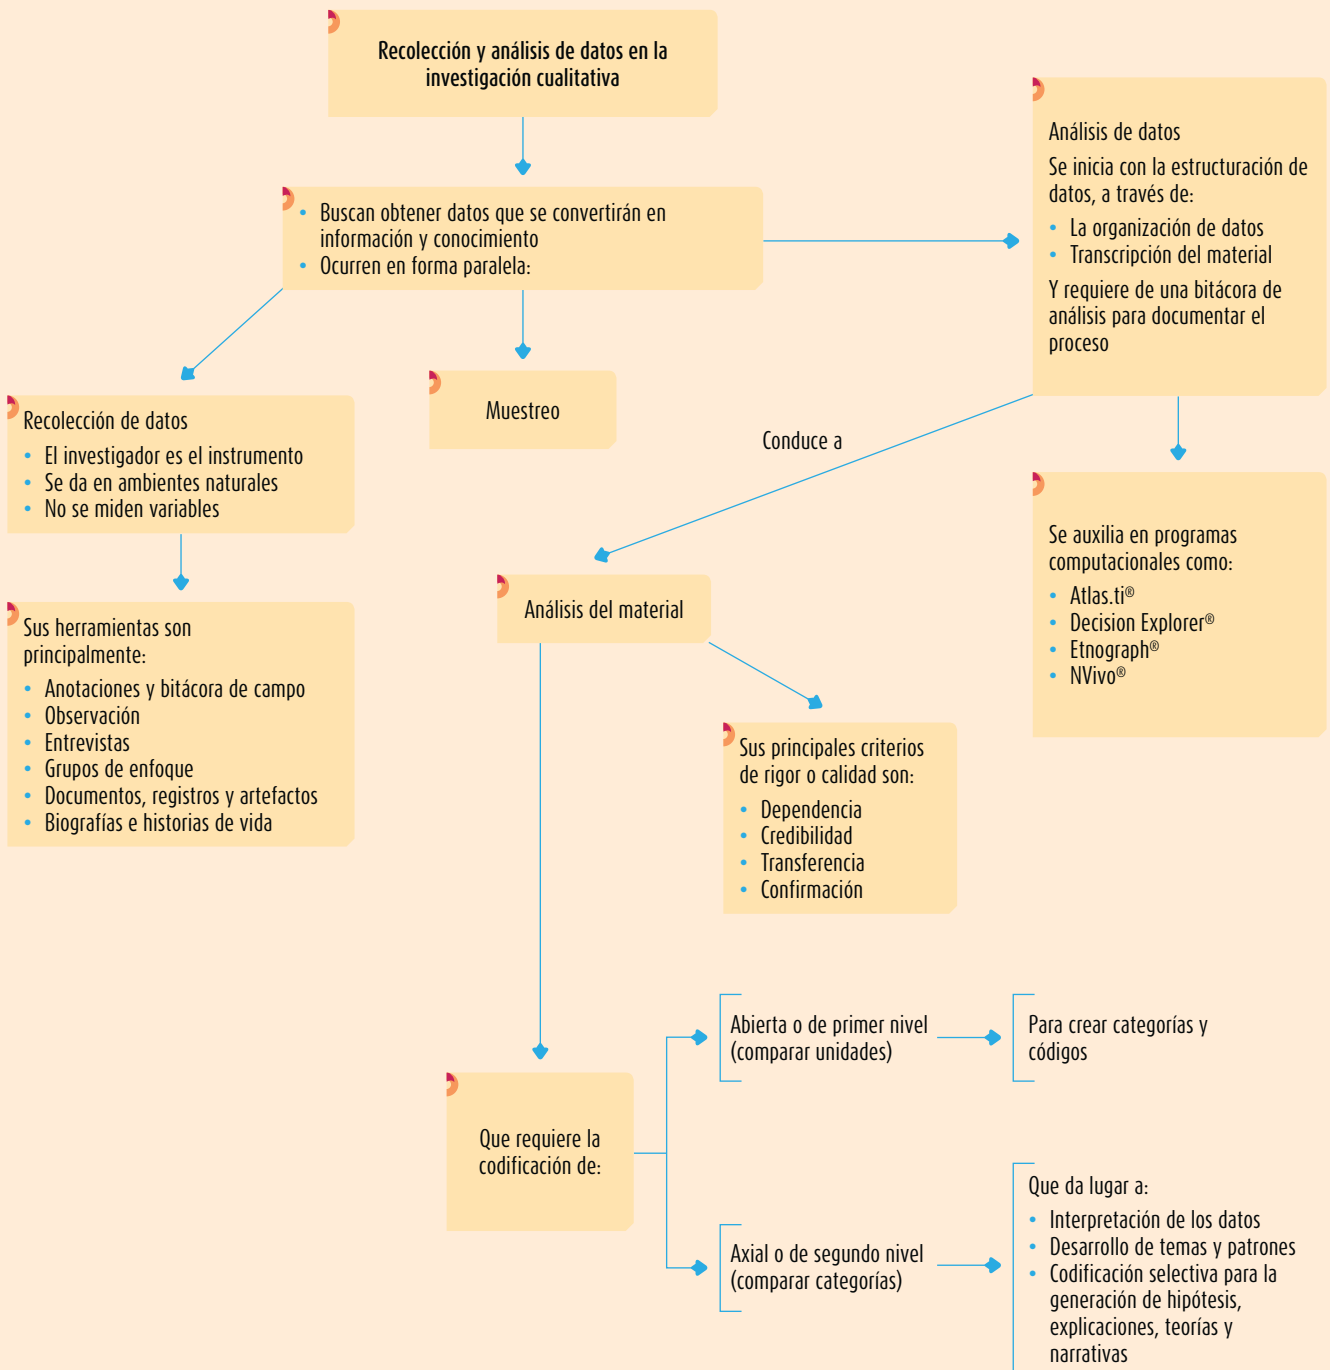 Recolección y análisis de datos en la
investigación cualitativa
• Buscan obtener datos que se convertirán en
información y conocimiento
• Ocurren en forma paralela:
Análisis de datos
Se inicia con la estructuración de
datos, a través de:
• La organización de datos
• Transcripción del material
Y requiere de una bitácora de
análisis para documentar el
proceso
Recolección de datos
• El investigador es el instrumento
• Se da en ambientes naturales
• No se miden variables
Muestreo
Conduce a
Sus herramientas son
principalmente:
• Anotaciones y bitácora de campo
• Observación
• Entrevistas
• Grupos de enfoque
• Documentos, registros y artefactos
• Biografías e historias de vida
Análisis del material
Se auxilia en programas
computacionales como:
• Atlas.ti®
• Decision Explorer®
• Etnograph®
• NVivo®
Sus principales criterios
de rigor o calidad son:
• Dependencia
• Credibilidad
• Transferencia
• Confirmación
Que requiere la
codificación de:
Abierta o de primer nivel
(comparar unidades)
Para crear categorías y
códigos
Axial o de segundo nivel
(comparar categorías)
Que da lugar a:
• Interpretación de los datos
• Desarrollo de temas y patrones
• Codificación selectiva para la
generación de hipótesis,
explicaciones, teorías y
narrativas